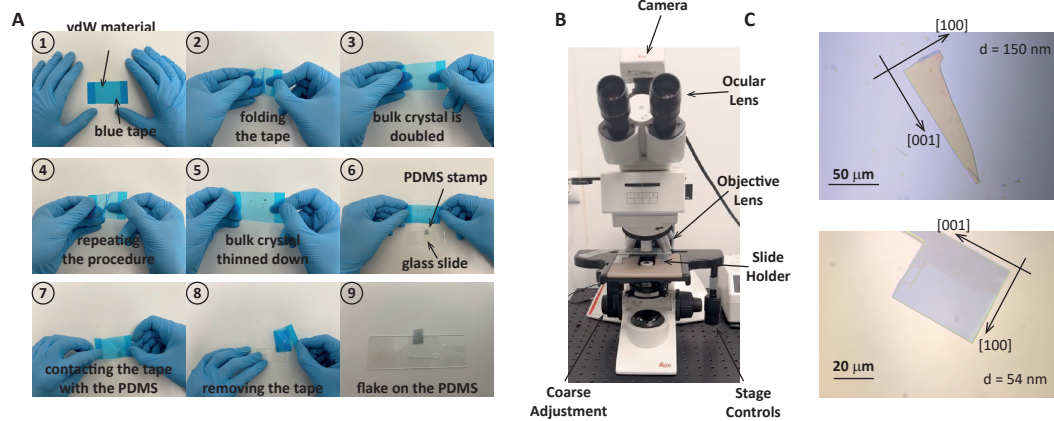 A
vdW material
1
blue tape
2
folding
the tape
3
bulk crystal is
doubled
4
repeating
the procedure
5
bulk crystal
thinned down
6
PDMS stamp
glass slide
7
contacting the tape
with the PDMS
8
removing the tape
9
flake on the PDMS
B
Camera
Ocular
Lens
Objective
Lens
Slide
Holder
Coarse
Adjustment
Stage
Controls
C
[100]
d = 150 nm
[001]
50 μm
[001]
[100]
20 μm
d = 54 nm